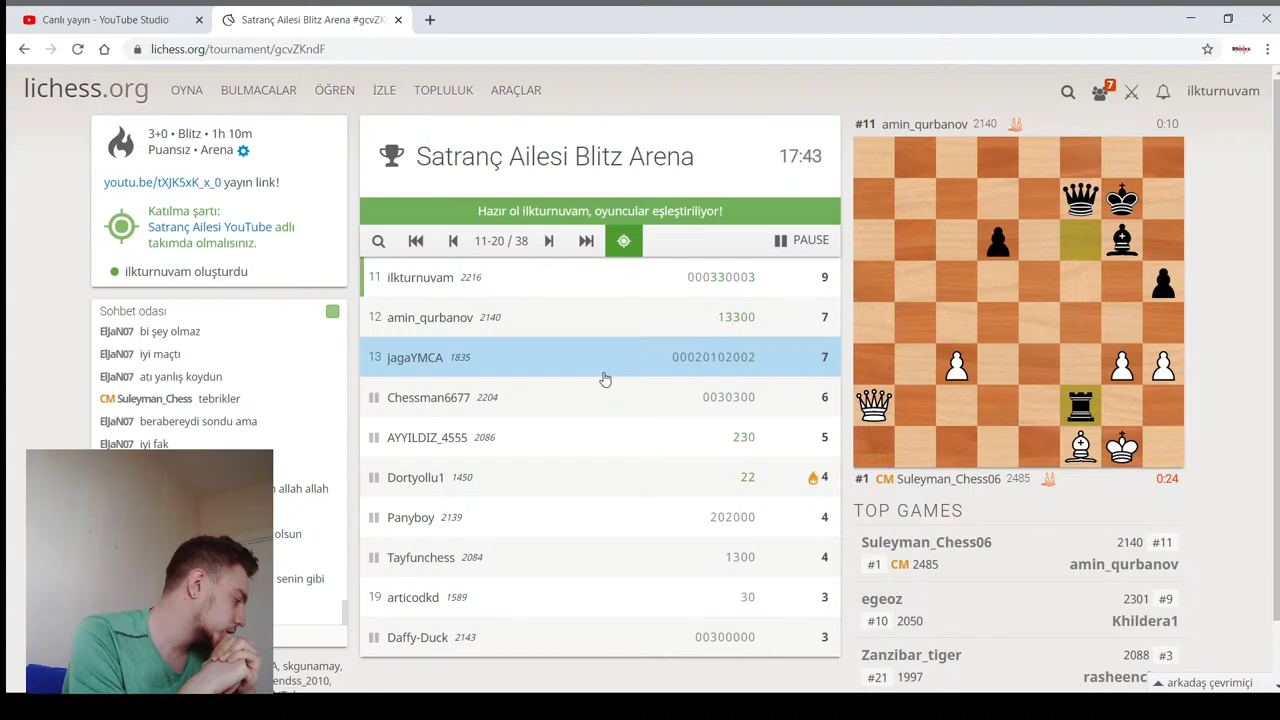 Canlı yayın - YouTube Studio
Satranç Ailesi Blitz Arena #gcvZK
lichess.org/tournament/gcvZKndF
lichess.org
OYNA
BULMACALAR
ÖĞREN
İZLE
TOPLULUK
ARAÇLAR
7
ilkturnuvam
3+0 • Blitz • 1h 10m
Puansız • Arena
youtu.be/tXJK5xK_x_0 yayın link!
Katılma şartı:
Satranç Ailesi YouTube adlı
takımda olmalısınız.
ilkturnuvam oluşturdu
Sohbet odası
ElJaN07 bi şey olmaz
ElJaN07 iyi maçtı
ElJaN07 atı yanlış koydun
CM Suleyman_Chess tebrikler
ElJaN07 berabereydi sondu ama
ElJaN07 iyi fak
allah allah
olsun
senin gibi
A, skgunamay,
endss_2010,
Satranç Ailesi Blitz Arena
17:43
Hazır ol ilkturnuvam, oyuncular eşleştiriliyor!
11-20 / 38
PAUSE
11 ilkturnuvam 2216 000330003 9
12 amin_qurbanov 2140 13300 7
13 jagaYMCA 1835 00020102002 7
Chessman6677 2204 0030300 6
AYYILDIZ_4555 2086 230 5
Dortyollu1 1450 22 4
Panyboy 2139 202000 4
Tayfunchess 2084 1300 4
19 articodkd 1589 30 3
Daffy-Duck 2143 00300000 3
#11 amin_qurbanov 2140 0:10
#1 CM Suleyman_Chess06 2485 0:24
TOP GAMES
Suleyman_Chess06 2140 #11
#1 CM 2485 amin_qurbanov
egeoz 2301 #9
#10 2050 Khildera1
Zanzibar_tiger 2088 #3
#21 1997 rasheenc
arkadaş çevrimiçi